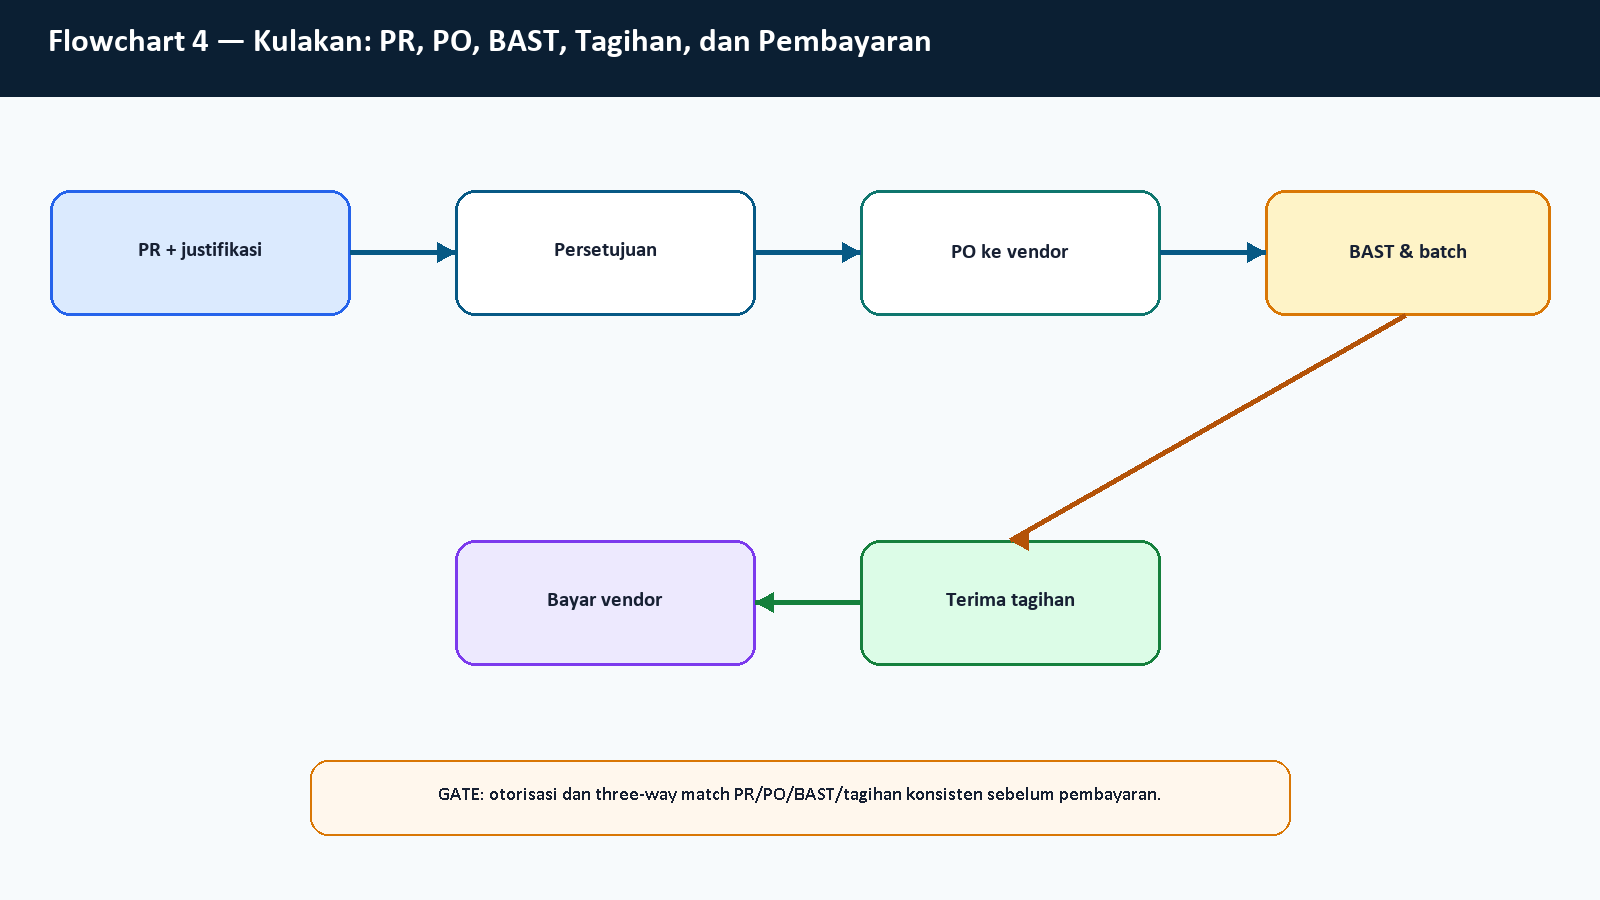 Flowchart 4 — Kulakan: PR, PO, BAST, Tagihan, dan Pembayaran
PR + justifikasi
Persetujuan
PO ke vendor
BAST & batch
Bayar vendor
Terima tagihan
GATE: otorisasi dan three-way match PR/PO/BAST/tagihan konsisten sebelum pembayaran.